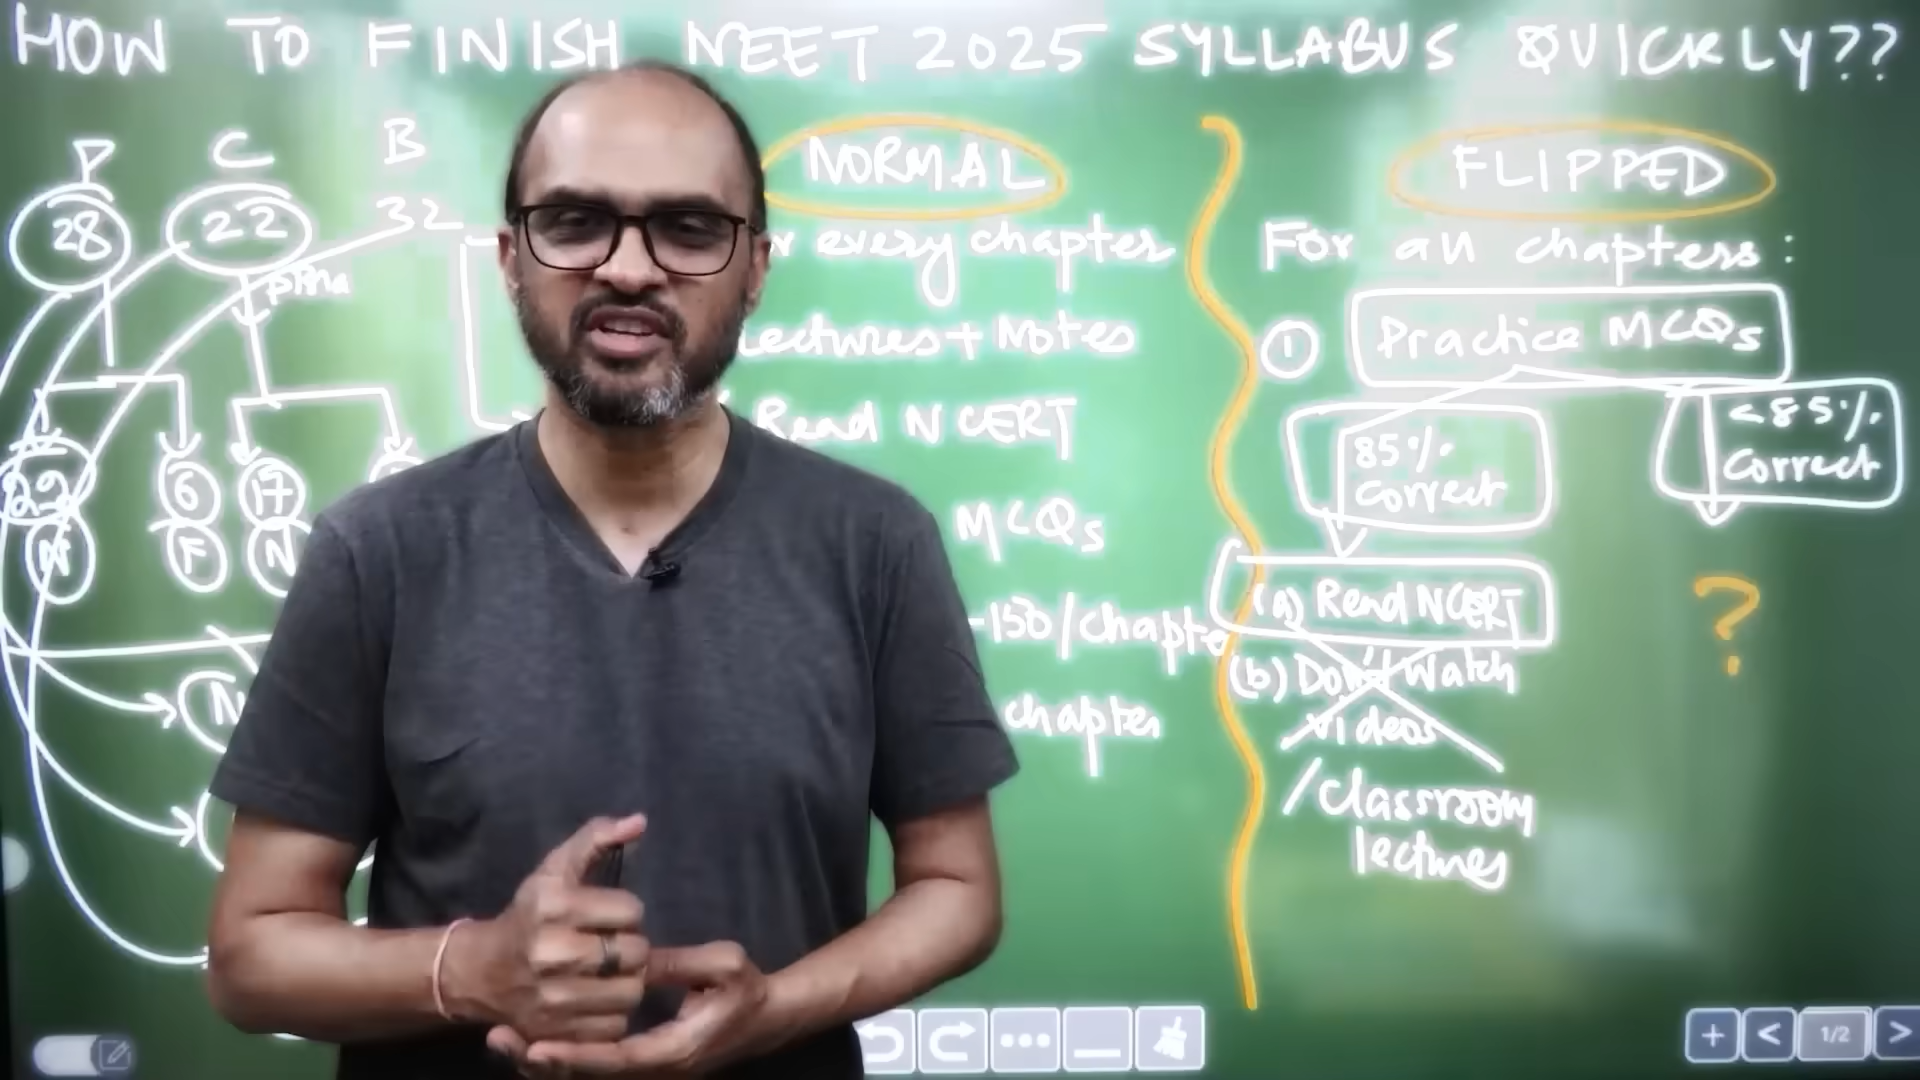 HOW TO FINISH NEET 2025 SYLLABUS QUICKLY??
P C B
28 22 32
NORMAL
every chapter
Lectures + Notes
Read NCERT
MCQs
-150/chapter
chapter
22 6 17
N F N
N
FLIPPED
For all chapters:
1 Practice MCQs
85% correct
<85% correct
(a) Read NCERT
?
(b) Don't Watch
videos
/classroom
lectures
1/2